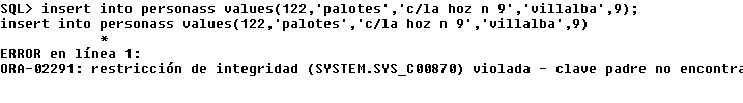 SQL> insert into personass values(122,'palotes','c/la hoz n 9','villalba',9);
insert into personass values(122,'palotes','c/la hoz n 9','villalba',9)
*
ERROR en línea 1:
ORA-02291: restricción de integridad (SYSTEM.SYS_C00870) violada - clave padre no encontra